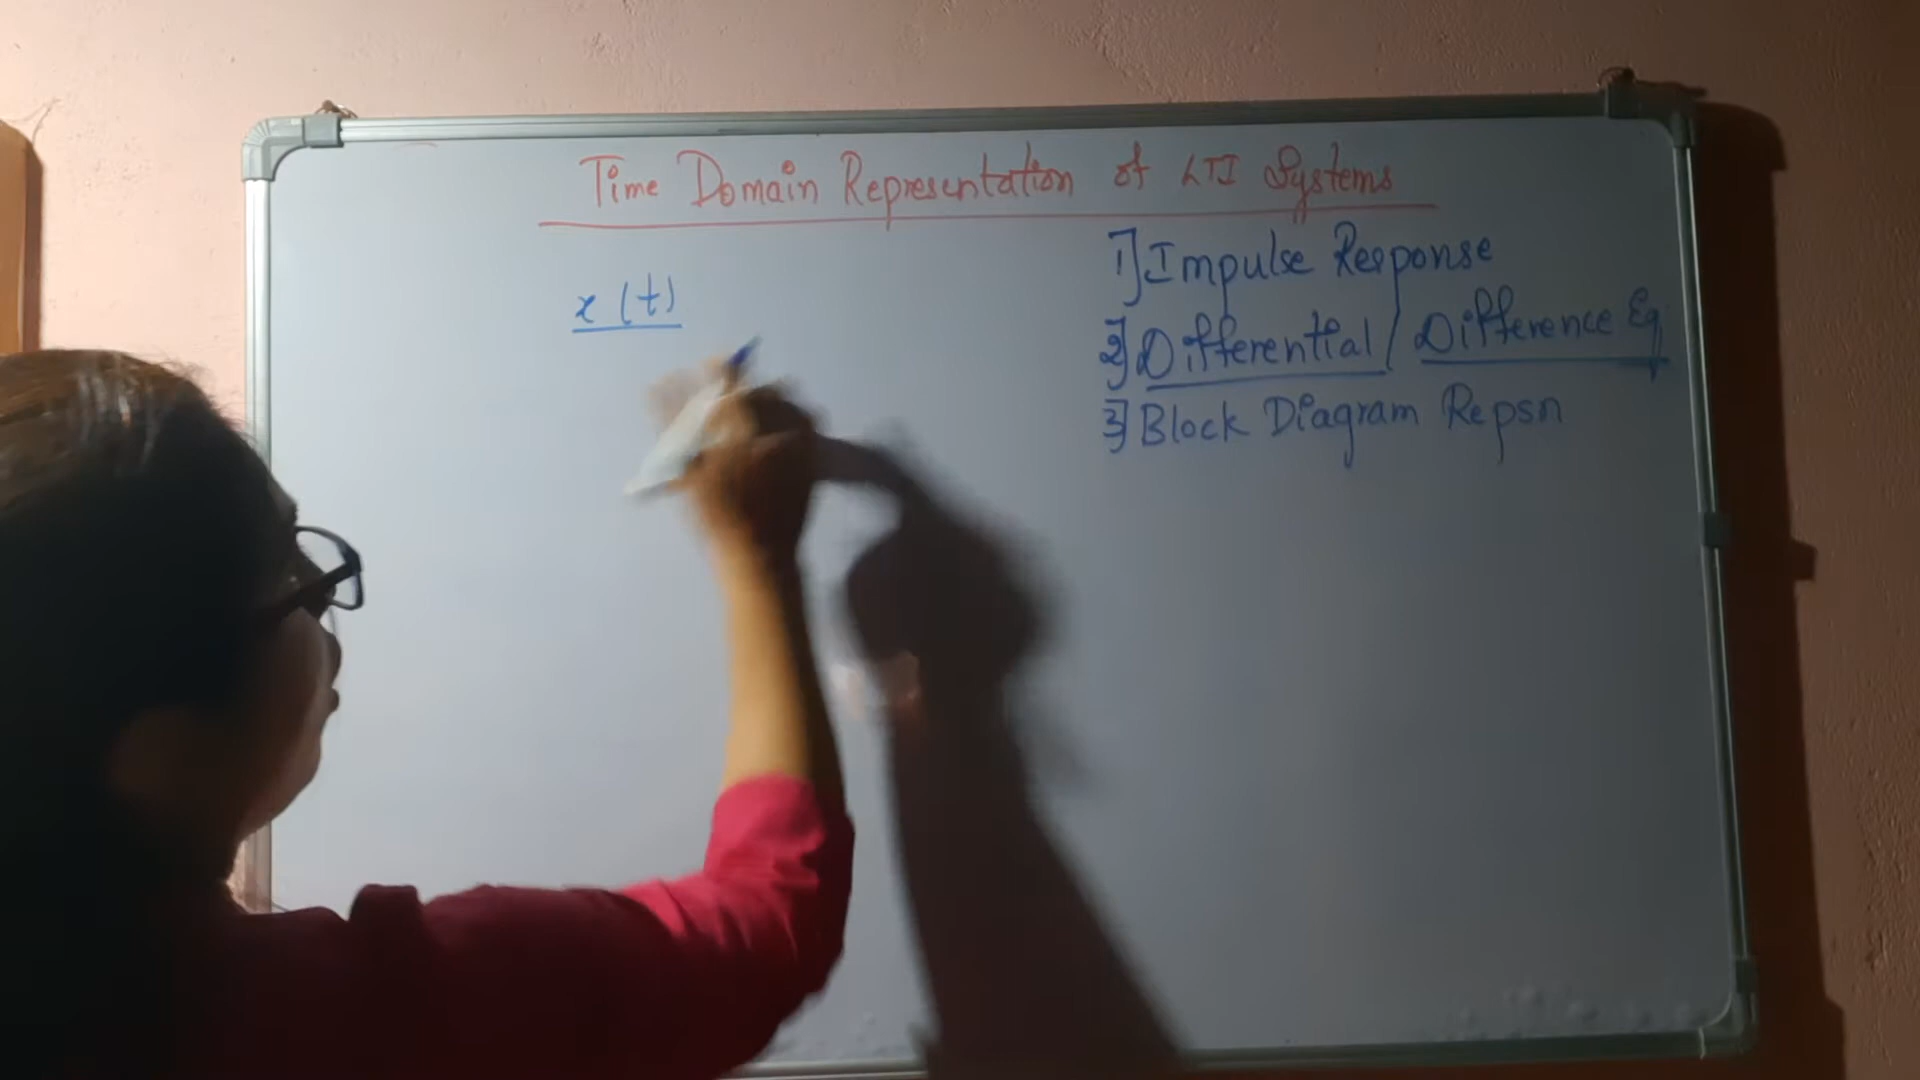 Time Domain Representation of LTI Systems
x(t)
1] Impulse Response
2] Differential / Difference Eq.
3] Block Diagram Repsn